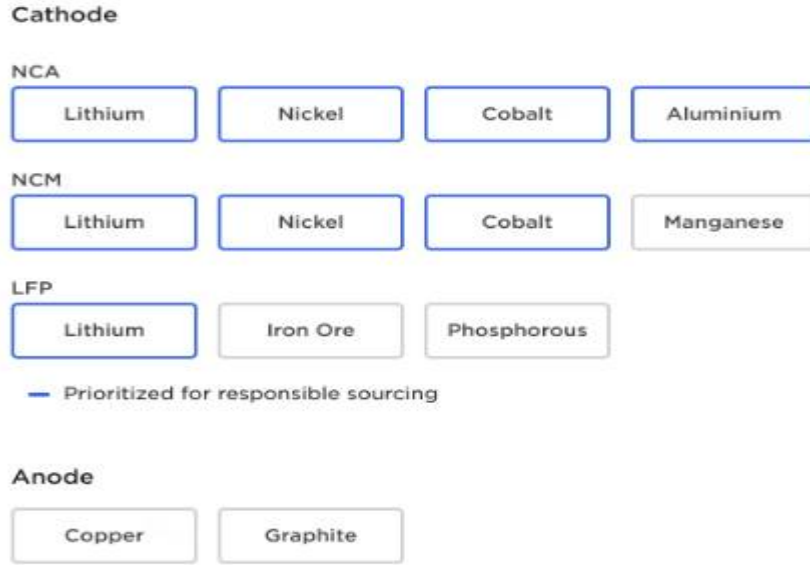 Cathode
NCA
Lithium Nickel Cobalt Aluminium
NCM
Lithium Nickel Cobalt Manganese
LFP
Lithium Iron Ore Phosphorous
Prioritized for responsible sourcing
Anode
Copper Graphite